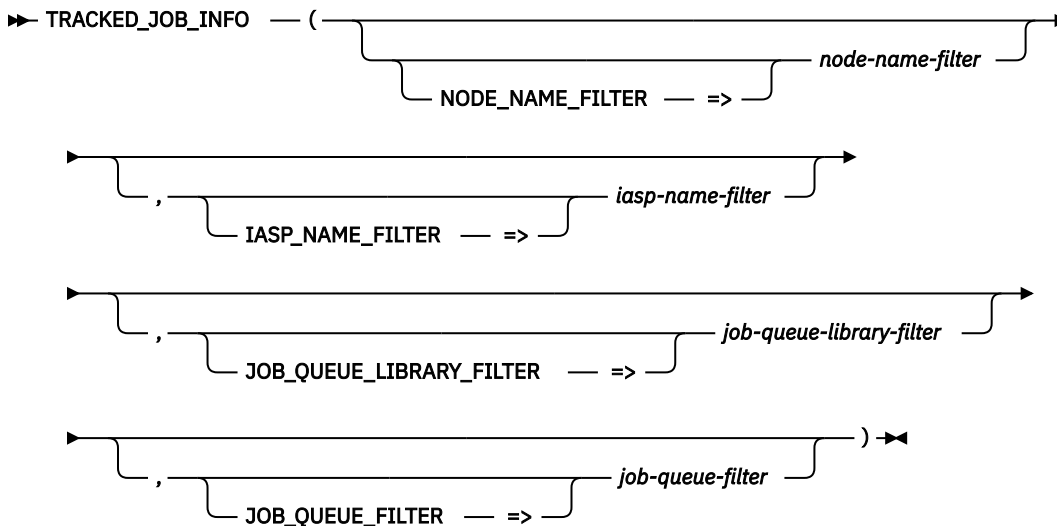 TRACKED_JOB_INFO (
node-name-filter
NODE_NAME_FILTER =>
, iasp-name-filter
IASP_NAME_FILTER =>
, job-queue-library-filter
JOB_QUEUE_LIBRARY_FILTER =>
)
, job-queue-filter
JOB_QUEUE_FILTER =>